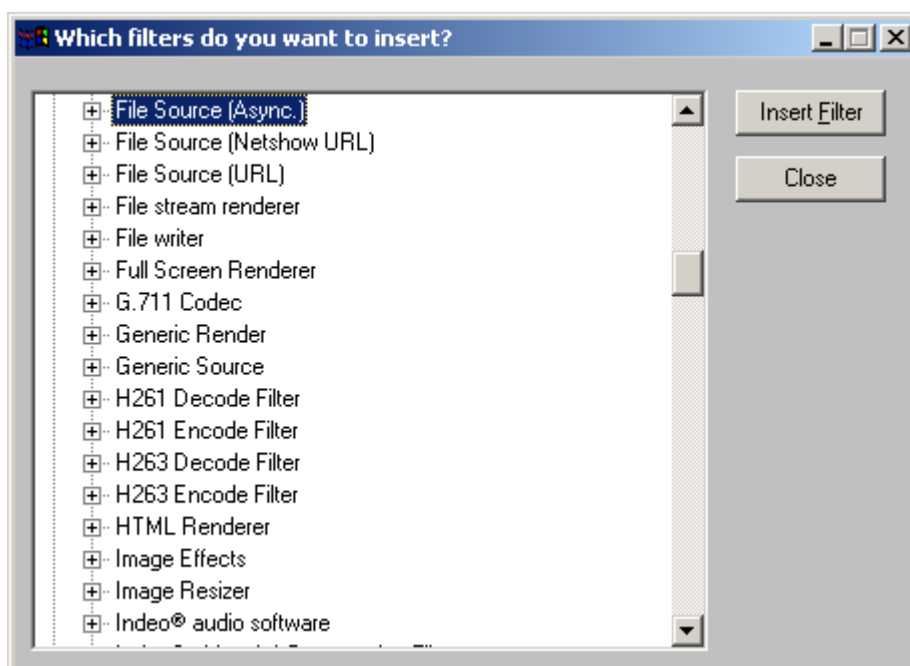 Which filters do you want to insert?
File Source (Async.)
File Source (Netshow URL)
File Source (URL)
File stream renderer
File writer
Full Screen Renderer
G.711 Codec
Generic Render
Generic Source
H261 Decode Filter
H261 Encode Filter
H263 Decode Filter
H263 Encode Filter
HTML Renderer
Image Effects
Image Resizer
Indeo® audio software
Insert Filter
Close